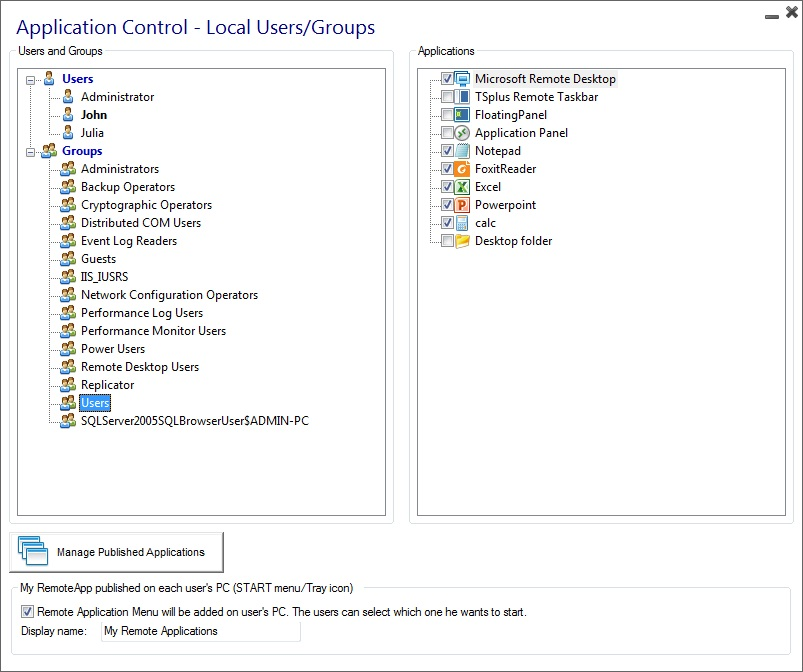 Application Control - Local Users/Groups
Users and Groups
Users
Administrator
John
Julia
Groups
Administrators
Backup Operators
Cryptographic Operators
Distributed COM Users
Event Log Readers
Guests
IIS_IUSRS
Network Configuration Operators
Performance Log Users
Performance Monitor Users
Power Users
Remote Desktop Users
Replicator
Users
SQLServer2005SQLBrowserUser$ADMIN-PC
Applications
Microsoft Remote Desktop
TSplus Remote Taskbar
FloatingPanel
Application Panel
Notepad
FoxitReader
Excel
Powerpoint
calc
Desktop folder
Manage Published Applications
My RemoteApp published on each user's PC (START menu/Tray icon)
Remote Application Menu will be added on user's PC. The users can select which one he wants to start.
Display name: My Remote Applications